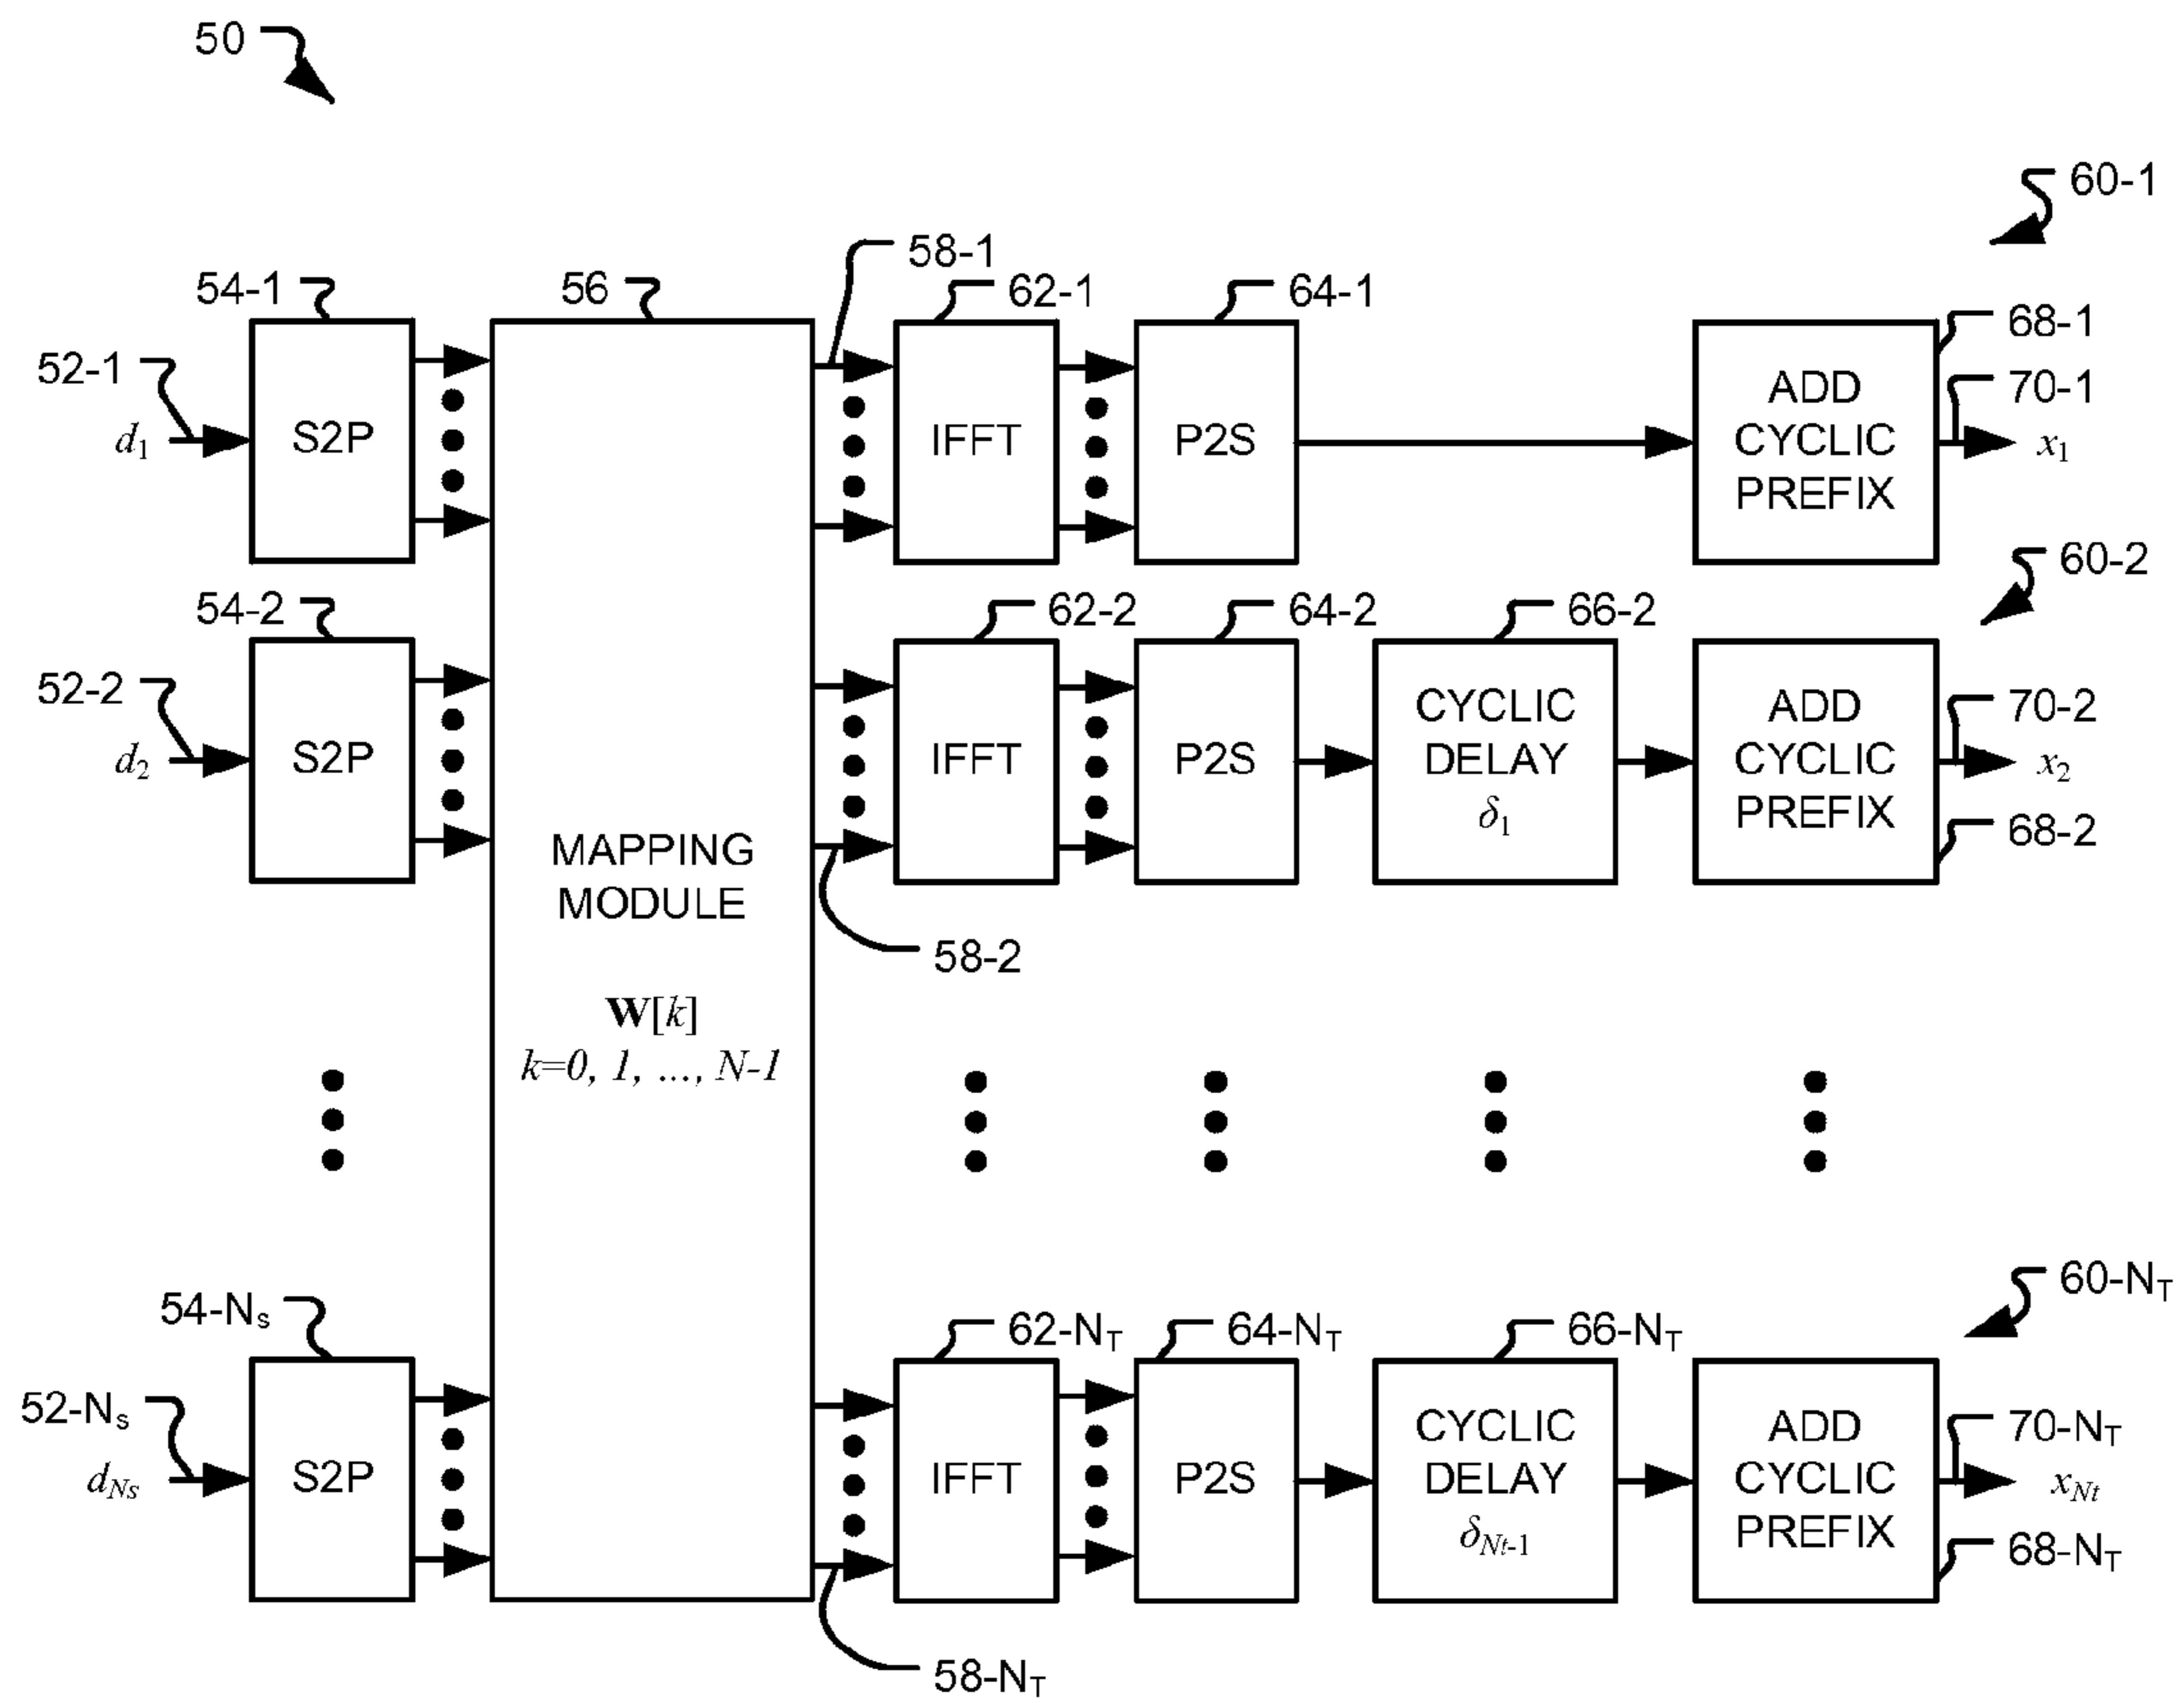 50
60-1
58-1
54-1
56
62-1
64-1
68-1
52-1
70-1
d1
S2P
IFFT
P2S
ADD
CYCLIC
PREFIX
x1
60-2
54-2
62-2
64-2
66-2
52-2
70-2
d2
S2P
IFFT
P2S
CYCLIC
DELAY
δ1
ADD
CYCLIC
PREFIX
x2
68-2
MAPPING
MODULE
58-2
W[k]
k=0, 1, ..., N-1
60-NT
54-Ns
62-NT
64-NT
66-NT
52-Ns
70-NT
dNs
S2P
IFFT
P2S
CYCLIC
DELAY
δNt-1
ADD
CYCLIC
PREFIX
xNt
68-NT
58-NT